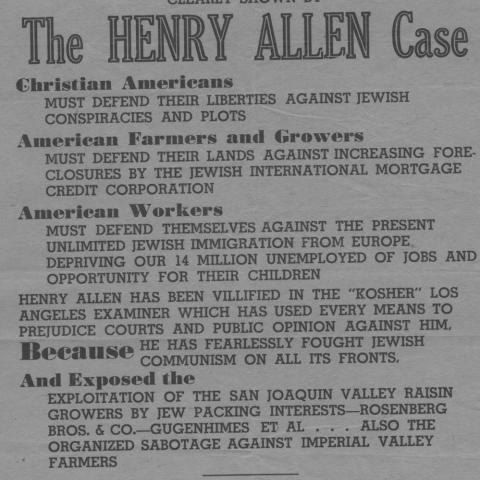 CLEARLY SHOWN BY
The HENRY ALLEN Case
Christian Americans
MUST DEFEND THEIR LIBERTIES AGAINST JEWISH
CONSPIRACIES AND PLOTS
American Farmers and Growers
MUST DEFEND THEIR LANDS AGAINST INCREASING FORE-
CLOSURES BY THE JEWISH INTERNATIONAL MORTGAGE
CREDIT CORPORATION
American Workers
MUST DEFEND THEMSELVES AGAINST THE PRESENT
UNLIMITED JEWISH IMMIGRATION FROM EUROPE,
DEPRIVING OUR 14 MILLION UNEMPLOYED OF JOBS AND
OPPORTUNITY FOR THEIR CHILDREN
HENRY ALLEN HAS BEEN VILLIFIED IN THE "KOSHER" LOS
ANGELES EXAMINER WHICH HAS USED EVERY MEANS TO
PREJUDICE COURTS AND PUBLIC OPINION AGAINST HIM,
Because HE HAS FEARLESSLY FOUGHT JEWISH
COMMUNISM ON ALL ITS FRONTS.
And Exposed the
EXPLOITATION OF THE SAN JOAQUIN VALLEY RAISIN
GROWERS BY JEW PACKING INTERESTS—ROSENBERG
BROS. & CO.—GUGENHIMES ET AL . . . ALSO THE
ORGANIZED SABOTAGE AGAINST IMPERIAL VALLEY
FARMERS